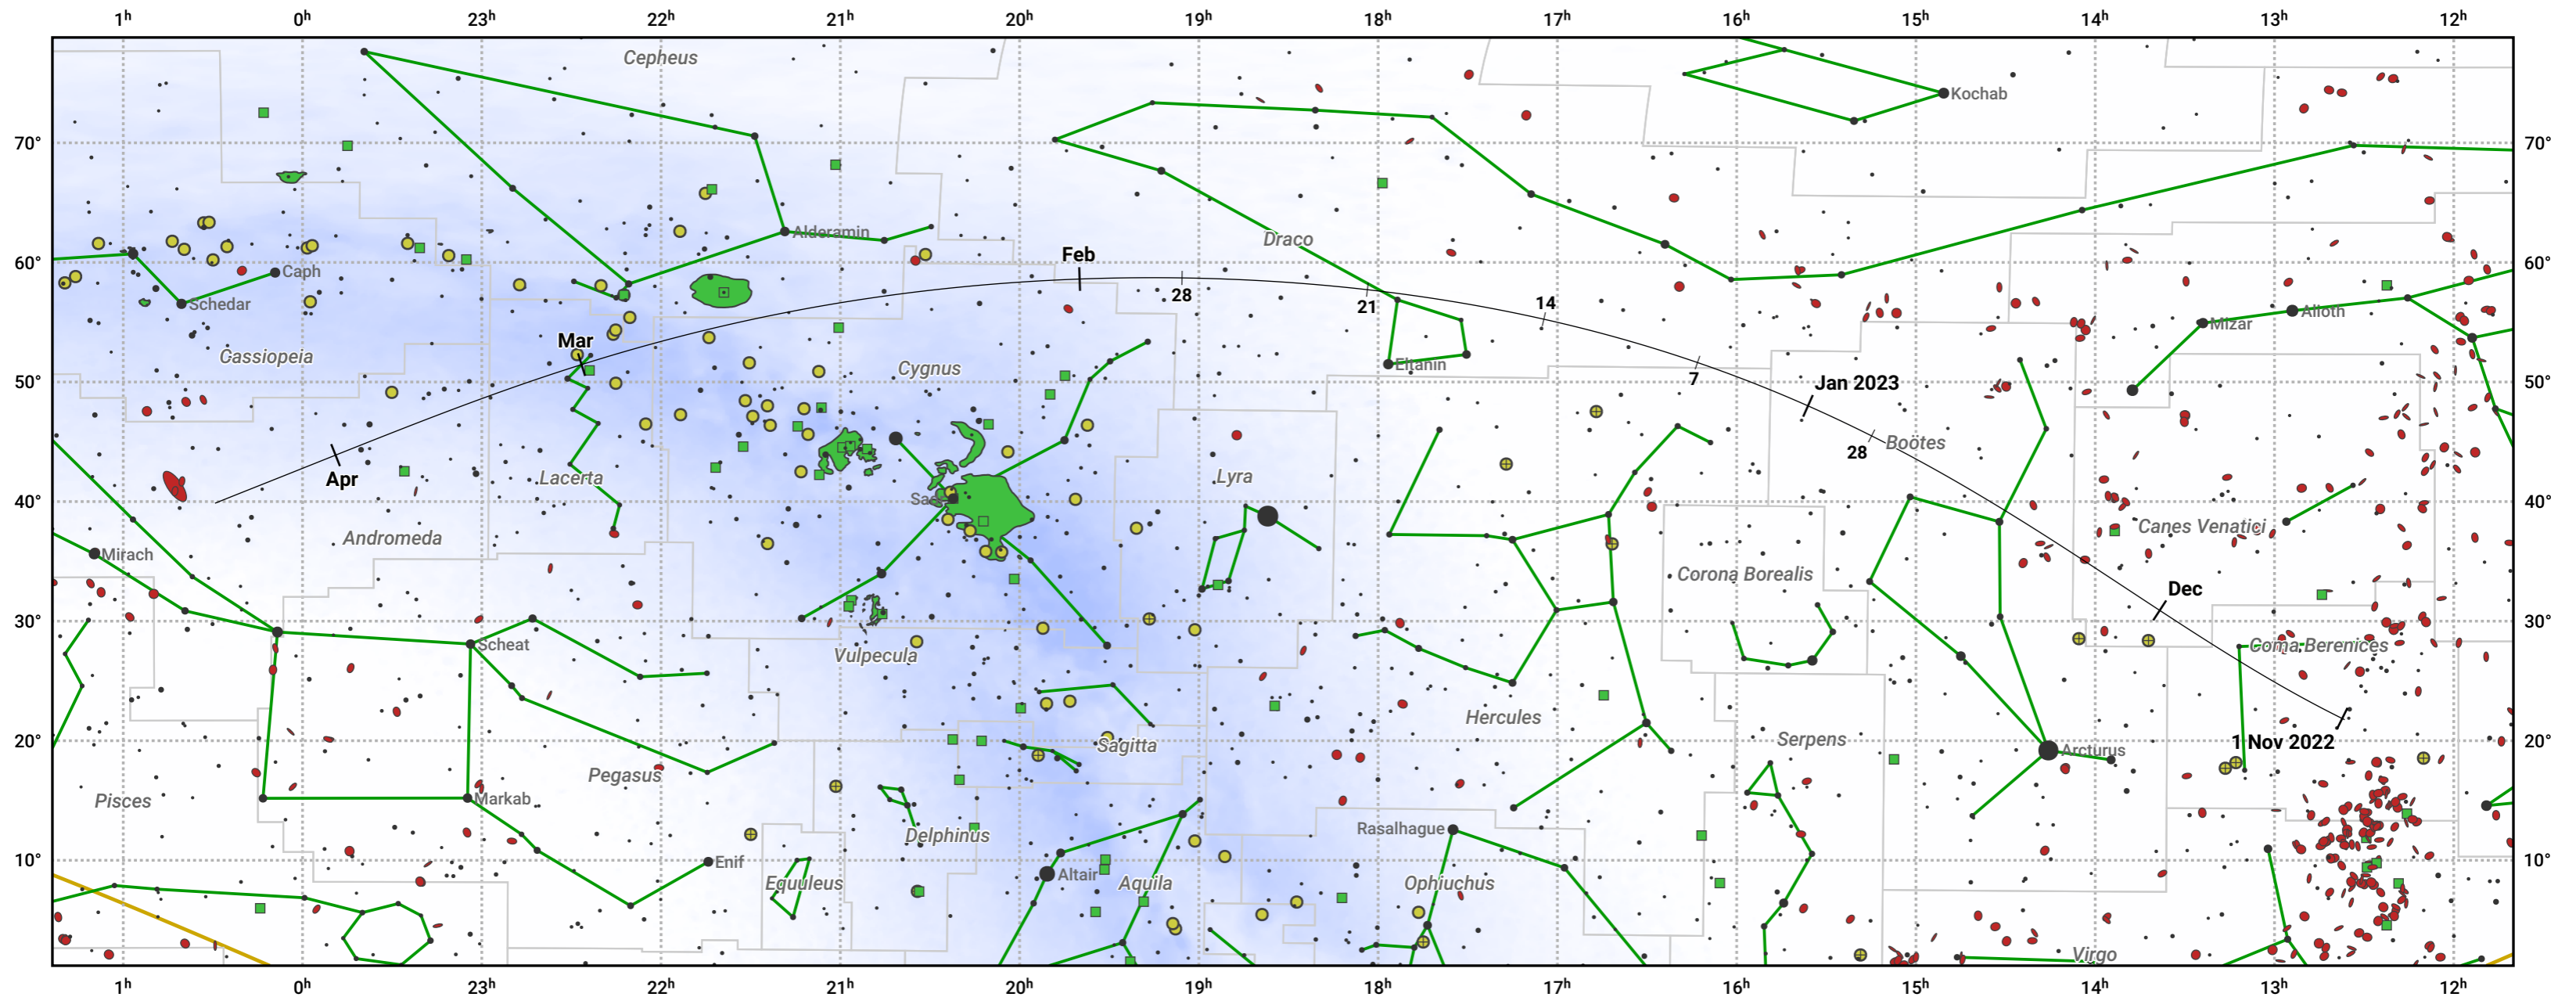 1ʰ 0ʰ 23ʰ 22ʰ 21ʰ 20ʰ 19ʰ 18ʰ 17ʰ 16ʰ 15ʰ 14ʰ 13ʰ 12ʰ
Cepheus
Kochab
70° 70°
Alderamin
Draco
Feb
60° 60°
Caph
28
Schedar
21
14
Alioth
Mizar
Mar
Cassiopeia
Cygnus
Eltanin
7
Jan 2023
50° 50°
28
Boötes
Apr
Lacerta
Lyra
40° 40°
Andromeda
Canes Venatici
Mirach
Corona Borealis
Dec
30° 30°
Scheat
Vulpecula
Coma Berenices
Hercules
20° 20°
Sagitta
Serpens
Arcturus
1 Nov 2022
Pegasus
Pisces
Markab
Delphinus
Rasalhague
10° 10°
Enif
Equuleus
Altair
Aquila
Ophiuchus
Virgo
1ʰ 0ʰ 23ʰ 22ʰ 21ʰ 20ʰ 19ʰ 18ʰ 17ʰ 16ʰ 15ʰ 14ʰ 13ʰ 12ʰ